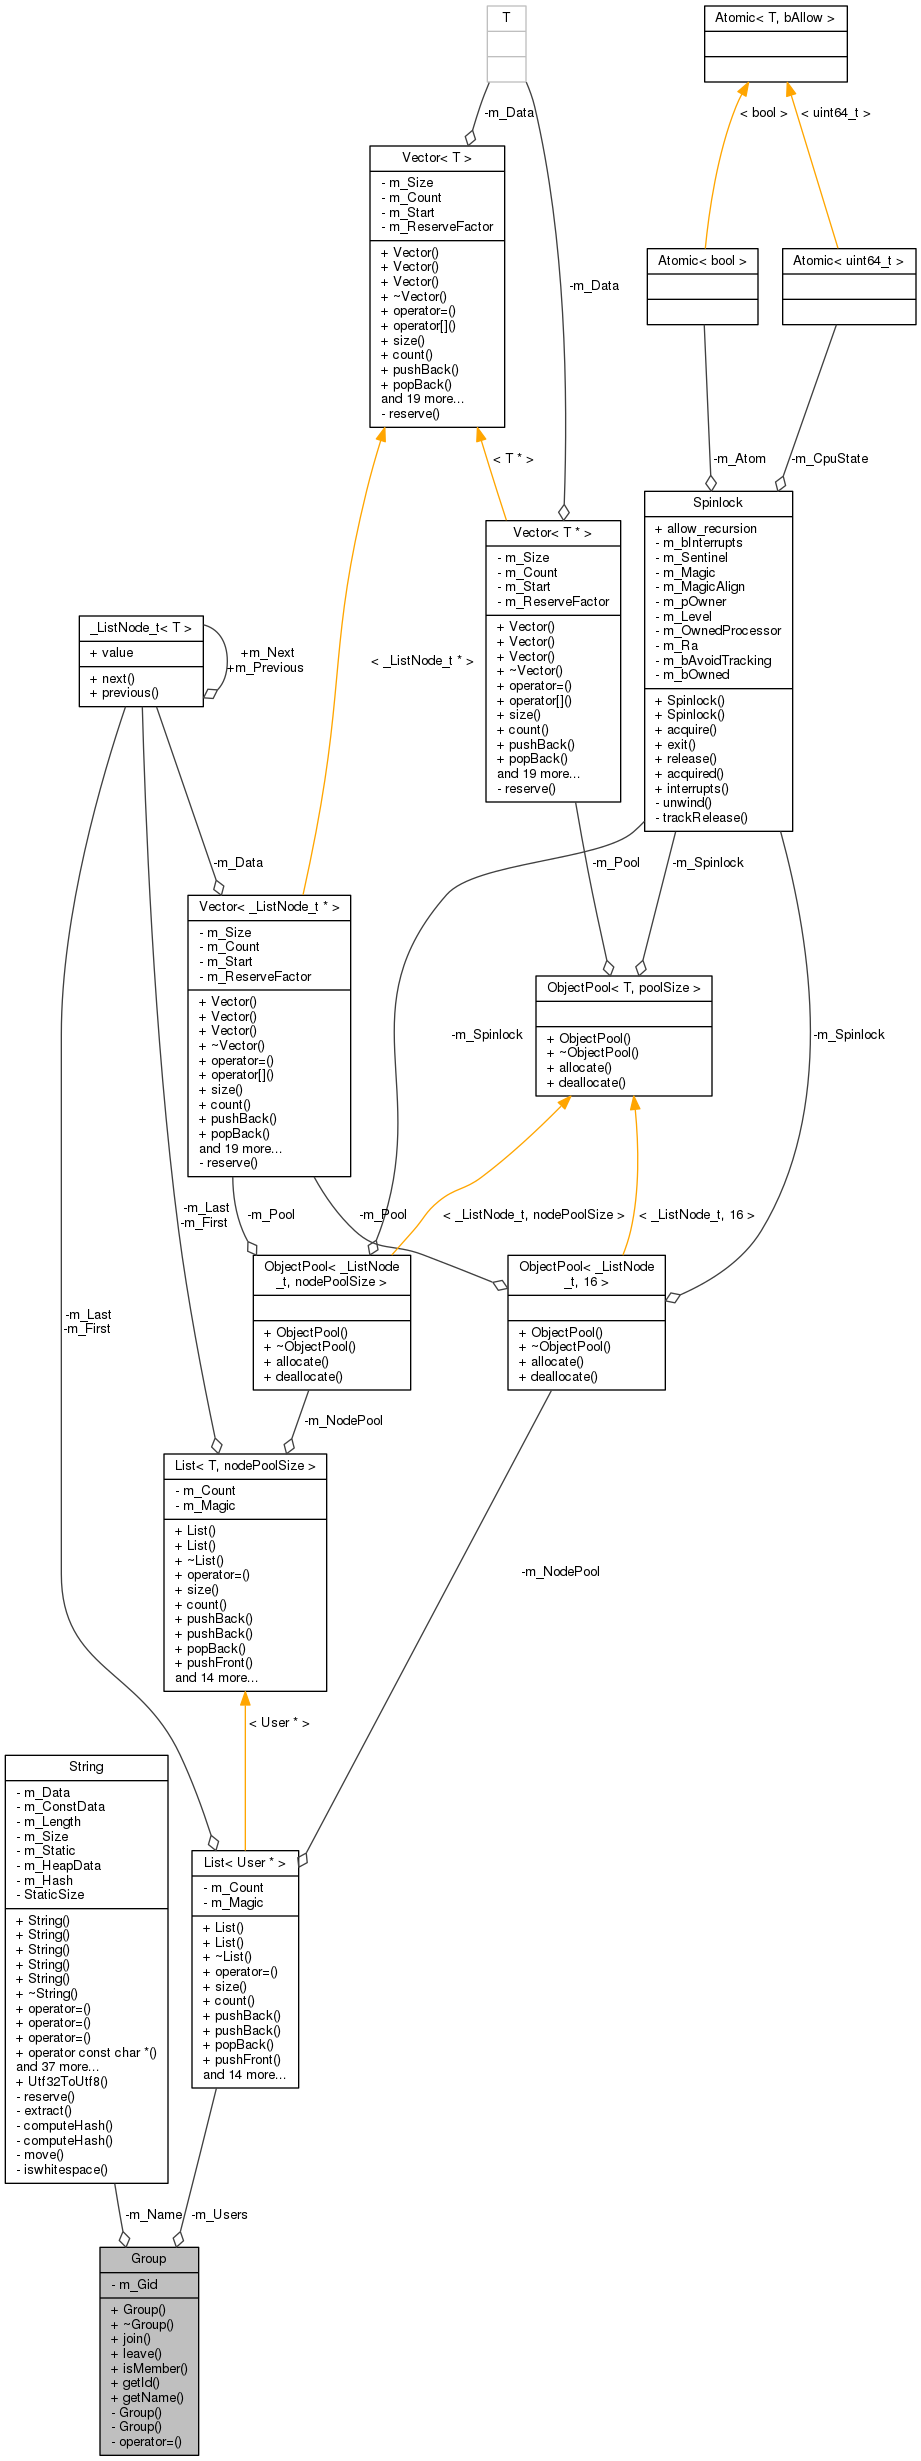 T
Atomic< T, bAllow >
-m_Data
< bool >
< uint64_t >
Vector< T >
- m_Size
- m_Count
- m_Start
- m_ReserveFactor
+ Vector()
+ Vector()
+ Vector()
+ ~Vector()
+ operator=()
+ operator[]()
+ size()
+ count()
+ pushBack()
+ popBack()
and 19 more...
- reserve()
-m_Data
Atomic< bool >
Atomic< uint64_t >
-m_Atom
-m_CpuState
< T * >
Vector< T * >
- m_Size
- m_Count
- m_Start
- m_ReserveFactor
+ Vector()
+ Vector()
+ Vector()
+ ~Vector()
+ operator=()
+ operator[]()
+ size()
+ count()
+ pushBack()
+ popBack()
and 19 more...
- reserve()
Spinlock
+ allow_recursion
- m_bInterrupts
- m_Sentinel
- m_Magic
- m_MagicAlign
- m_pOwner
- m_Level
- m_OwnedProcessor
- m_Ra
- m_bAvoidTracking
- m_bOwned
+ Spinlock()
+ Spinlock()
+ acquire()
+ exit()
+ release()
+ acquired()
+ interrupts()
- unwind()
- trackRelease()
_ListNode_t< T >
+ value
+ next()
+ previous()
+m_Next
+m_Previous
< _ListNode_t * >
-m_Data
-m_Pool
-m_Spinlock
Vector< _ListNode_t * >
- m_Size
- m_Count
- m_Start
- m_ReserveFactor
+ Vector()
+ Vector()
+ Vector()
+ ~Vector()
+ operator=()
+ operator[]()
+ size()
+ count()
+ pushBack()
+ popBack()
and 19 more...
- reserve()
ObjectPool< T, poolSize >
+ ObjectPool()
+ ~ObjectPool()
+ allocate()
+ deallocate()
-m_Spinlock
-m_Spinlock
-m_Last
-m_First
-m_Pool
-m_Pool
< _ListNode_t, nodePoolSize >
< _ListNode_t, 16 >
ObjectPool< _ListNode
_t, nodePoolSize >
+ ObjectPool()
+ ~ObjectPool()
+ allocate()
+ deallocate()
ObjectPool< _ListNode
_t, 16 >
+ ObjectPool()
+ ~ObjectPool()
+ allocate()
+ deallocate()
-m_Last
-m_First
-m_NodePool
List< T, nodePoolSize >
- m_Count
- m_Magic
+ List()
+ List()
+ ~List()
+ operator=()
+ size()
+ count()
+ pushBack()
+ pushBack()
+ popBack()
+ pushFront()
and 14 more...
-m_NodePool
< User * >
String
- m_Data
- m_ConstData
- m_Length
- m_Size
- m_Static
- m_HeapData
- m_Hash
- StaticSize
+ String()
+ String()
+ String()
+ String()
+ String()
+ ~String()
+ operator=()
+ operator=()
+ operator=()
+ operator const char *()
and 37 more...
+ Utf32ToUtf8()
- reserve()
- extract()
- computeHash()
- computeHash()
- move()
- iswhitespace()
List< User * >
- m_Count
- m_Magic
+ List()
+ List()
+ ~List()
+ operator=()
+ size()
+ count()
+ pushBack()
+ pushBack()
+ popBack()
+ pushFront()
and 14 more...
-m_Name
-m_Users
Group
- m_Gid
+ Group()
+ ~Group()
+ join()
+ leave()
+ isMember()
+ getId()
+ getName()
- Group()
- Group()
- operator=()